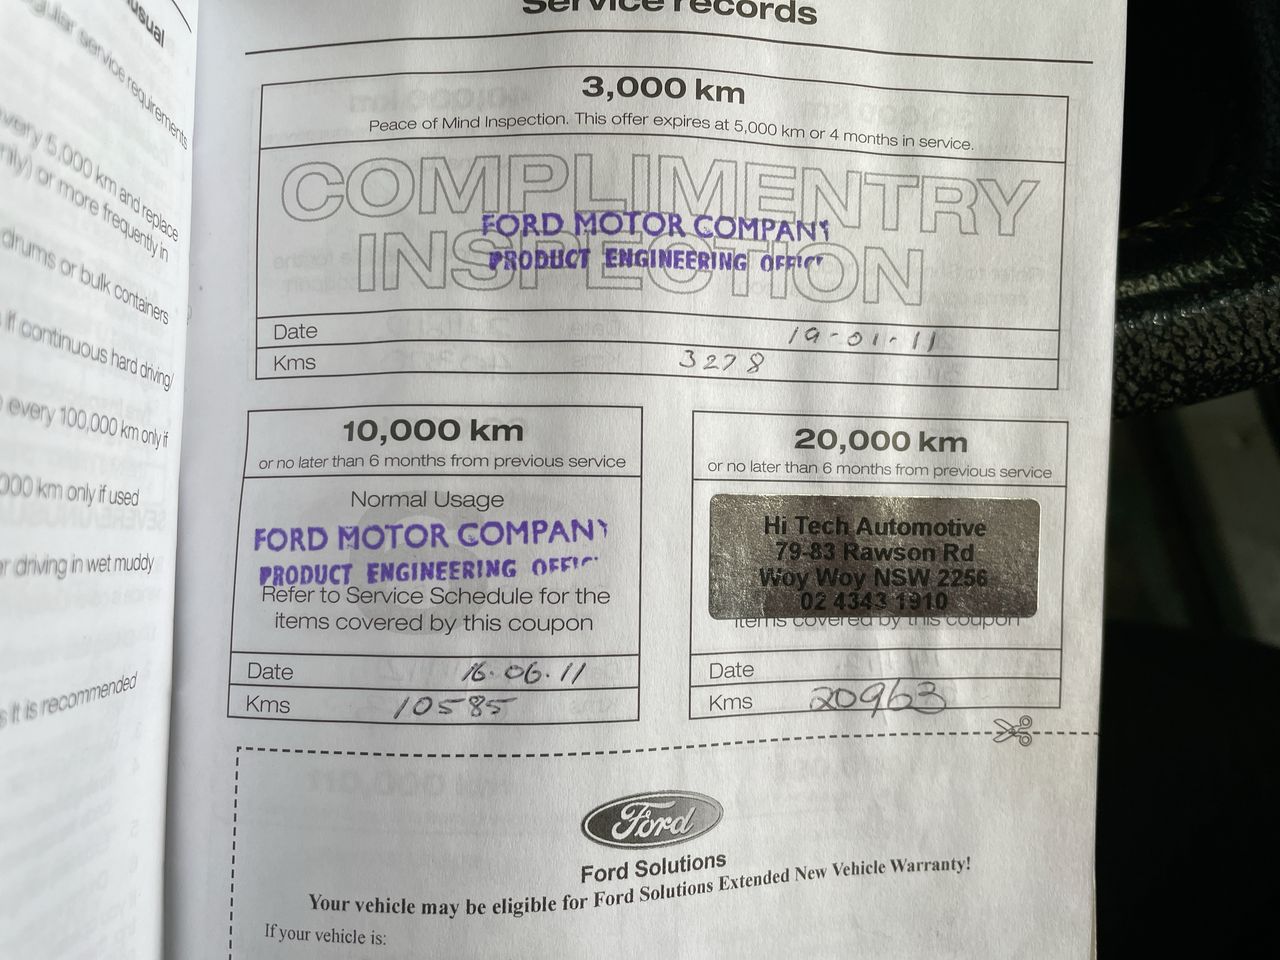 usual
gular service requirements
every 5,000 km and replace
only) or more frequently in
drums or bulk containers
if continuous hard driving/
every 100,000 km only if
000 km only if used
driving in wet muddy
it is recommended
Service records
3,000 km
Peace of Mind Inspection. This offer expires at 5,000 km or 4 months in service.
COMPLIMENTRY
FORD MOTOR COMPANY
INSPECTION
PRODUCT ENGINEERING OFFICE
Date 19-01-11
Kms 3278
10,000 km
or no later than 6 months from previous service
Normal Usage
FORD MOTOR COMPANY
PRODUCT ENGINEERING OFFIC
Refer to Service Schedule for the
items covered by this coupon
Date 16.06.11
Kms 10585
20,000 km
or no later than 6 months from previous service
Hi Tech Automotive
79-83 Rawson Rd
Woy Woy NSW 2256
02 4343 1910
items covered by this coupon
Date
Kms 20963
Ford
Ford Solutions
Your vehicle may be eligible for Ford Solutions Extended New Vehicle Warranty!
If your vehicle is: